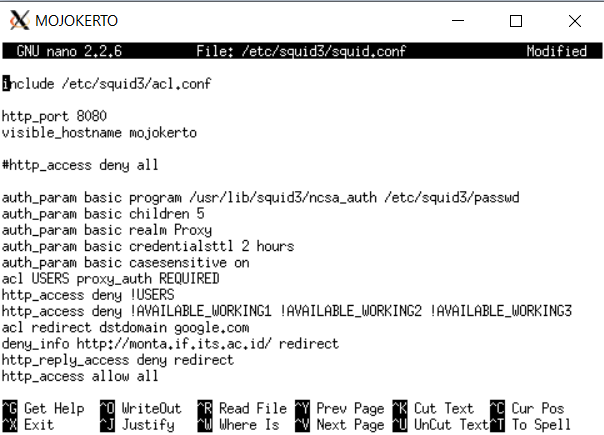 MOJOKERTO
GNU nano 2.2.6 File: /etc/squid3/squid.conf Modified
include /etc/squid3/acl.conf
http_port 8080
visible_hostname mojokerto
#http_access deny all
auth_param basic program /usr/lib/squid3/ncsa_auth /etc/squid3/passwd
auth_param basic children 5
auth_param basic realm Proxy
auth_param basic credentialsttl 2 hours
auth_param basic casesensitive on
acl USERS proxy_auth REQUIRED
http_access deny !USERS
http_access deny !AVAILABLE_WORKING1 !AVAILABLE_WORKING2 !AVAILABLE_WORKING3
acl redirect dstdomain google.com
deny_info http://monta.if.its.ac.id/ redirect
http_reply_access deny redirect
http_access allow all
^G Get Help ^O WriteOut ^R Read File ^Y Prev Page ^K Cut Text ^C Cur Pos
^X Exit ^J Justify ^W Where Is ^V Next Page ^U UnCut Text ^T To Spell